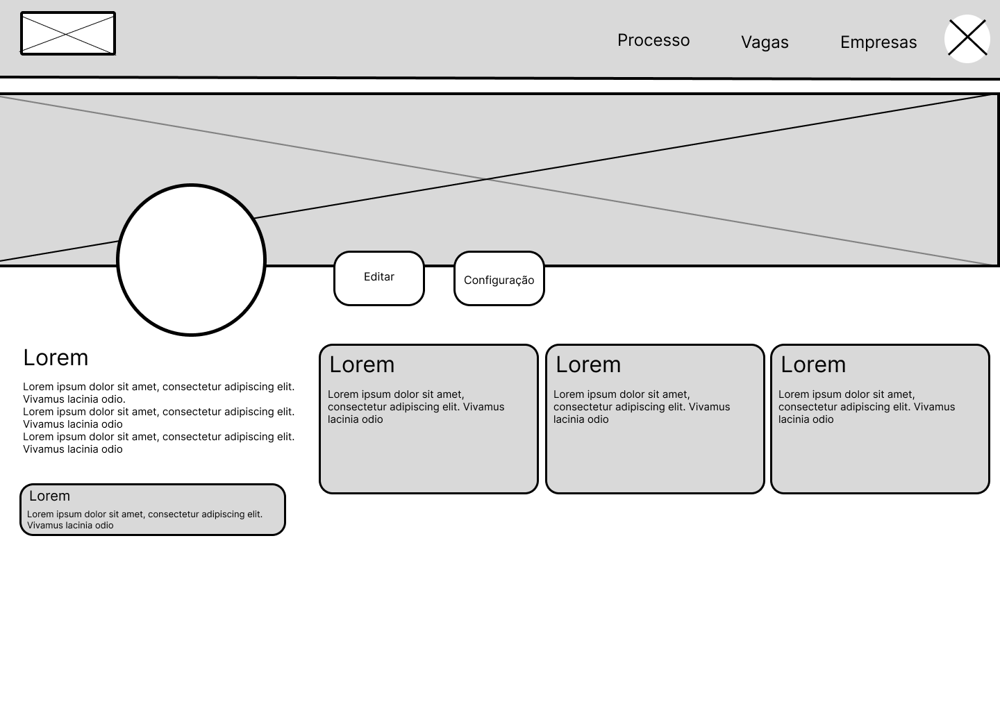 Processo
Vagas
Empresas
Editar
Configuração
Lorem
Lorem ipsum dolor sit amet, consectetur adipiscing elit.
Vivamus lacinia odio.
Lorem ipsum dolor sit amet, consectetur adipiscing elit.
Vivamus lacinia odio
Lorem ipsum dolor sit amet, consectetur adipiscing elit.
Vivamus lacinia odio
Lorem
Lorem ipsum dolor sit amet, consectetur adipiscing elit.
Vivamus lacinia odio
Lorem
Lorem ipsum dolor sit amet,
consectetur adipiscing elit. Vivamus
lacinia odio
Lorem
Lorem ipsum dolor sit amet,
consectetur adipiscing elit. Vivamus
lacinia odio
Lorem
Lorem ipsum dolor sit amet,
consectetur adipiscing elit. Vivamus
lacinia odio